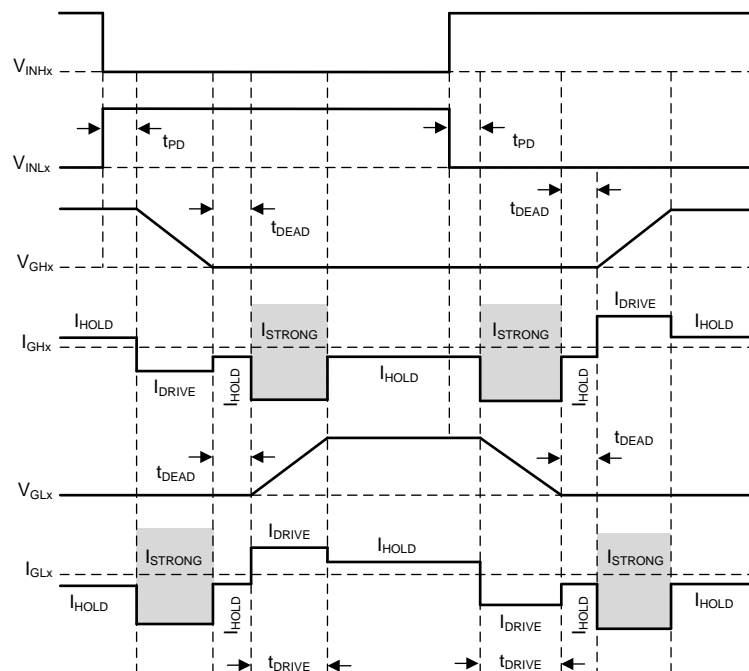 VINHx
tPD
tPD
VINLx
tDEAD
tDEAD
VGHx
IHOLD
ISTRONG
ISTRONG
IDRIVE
IHOLD
IGHx
IDRIVE
IHOLD
IHOLD
IHOLD
tDEAD
tDEAD
VGLx
ISTRONG
IDRIVE
IHOLD
ISTRONG
IGLx
IHOLD
IHOLD
IDRIVE
IHOLD
IHOLD
tDRIVE
tDRIVE